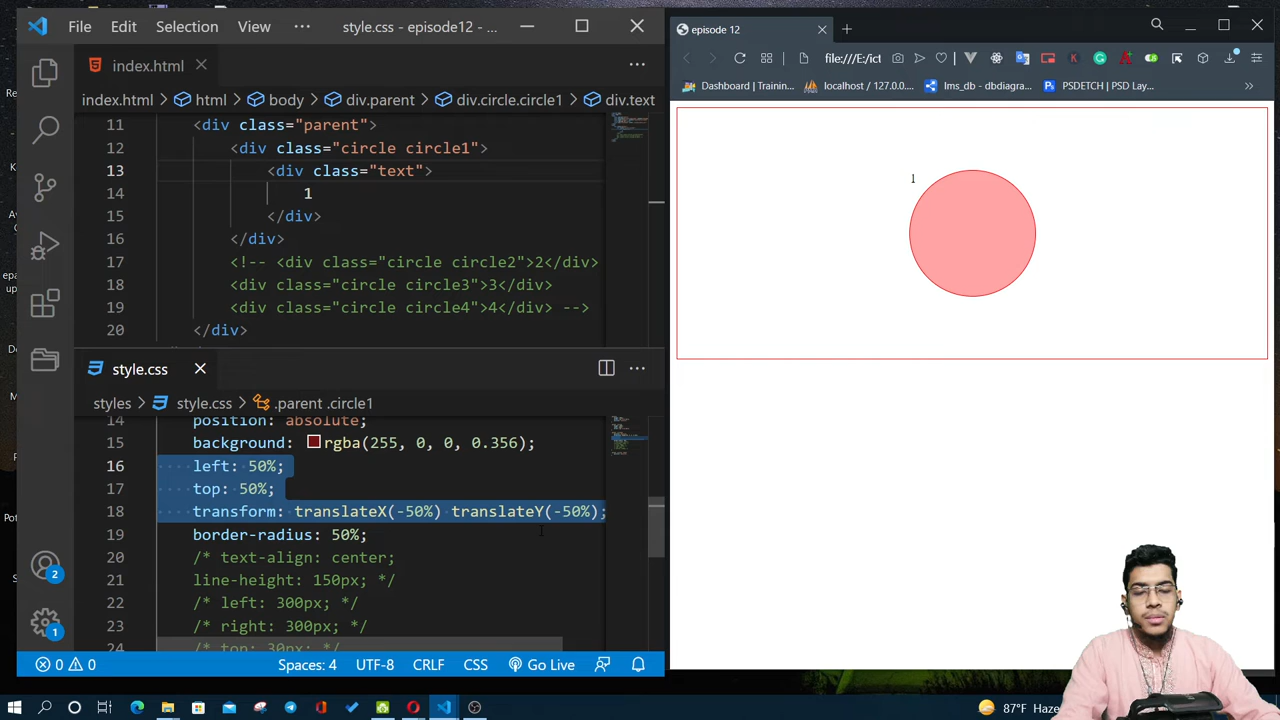 File Edit Selection View ··· style.css - episode12 - ...
index.html
index.html > html > body > div.parent > div.circle.circle1 > div.text
11 <div class="parent">
12 <div class="circle circle1">
13 <div class="text">
14 1
15 </div>
16 </div>
17 <!-- <div class="circle circle2">2</div>
18 <div class="circle circle3">3</div>
19 <div class="circle circle4">4</div> -->
20 </div>
style.css
styles > style.css > .parent .circle1
14 position: absolute;
15 background: rgba(255, 0, 0, 0.356);
16 left: 50%;
17 top: 50%;
18 transform: translateX(-50%) translateY(-50%);
19 border-radius: 50%;
20 /* text-align: center;
21 line-height: 150px; */
22 /* left: 300px; */
23 /* right: 300px; */
24 /* top: 30px; */
2
1
0 0 Spaces: 4 UTF-8 CRLF CSS Go Live
episode 12
file:///E:/ict
Dashboard | Trainin... localhost / 127.0.0.... lms_db - dbdiagra... PSDETCH | PSD Lay...
1
87°F Haze